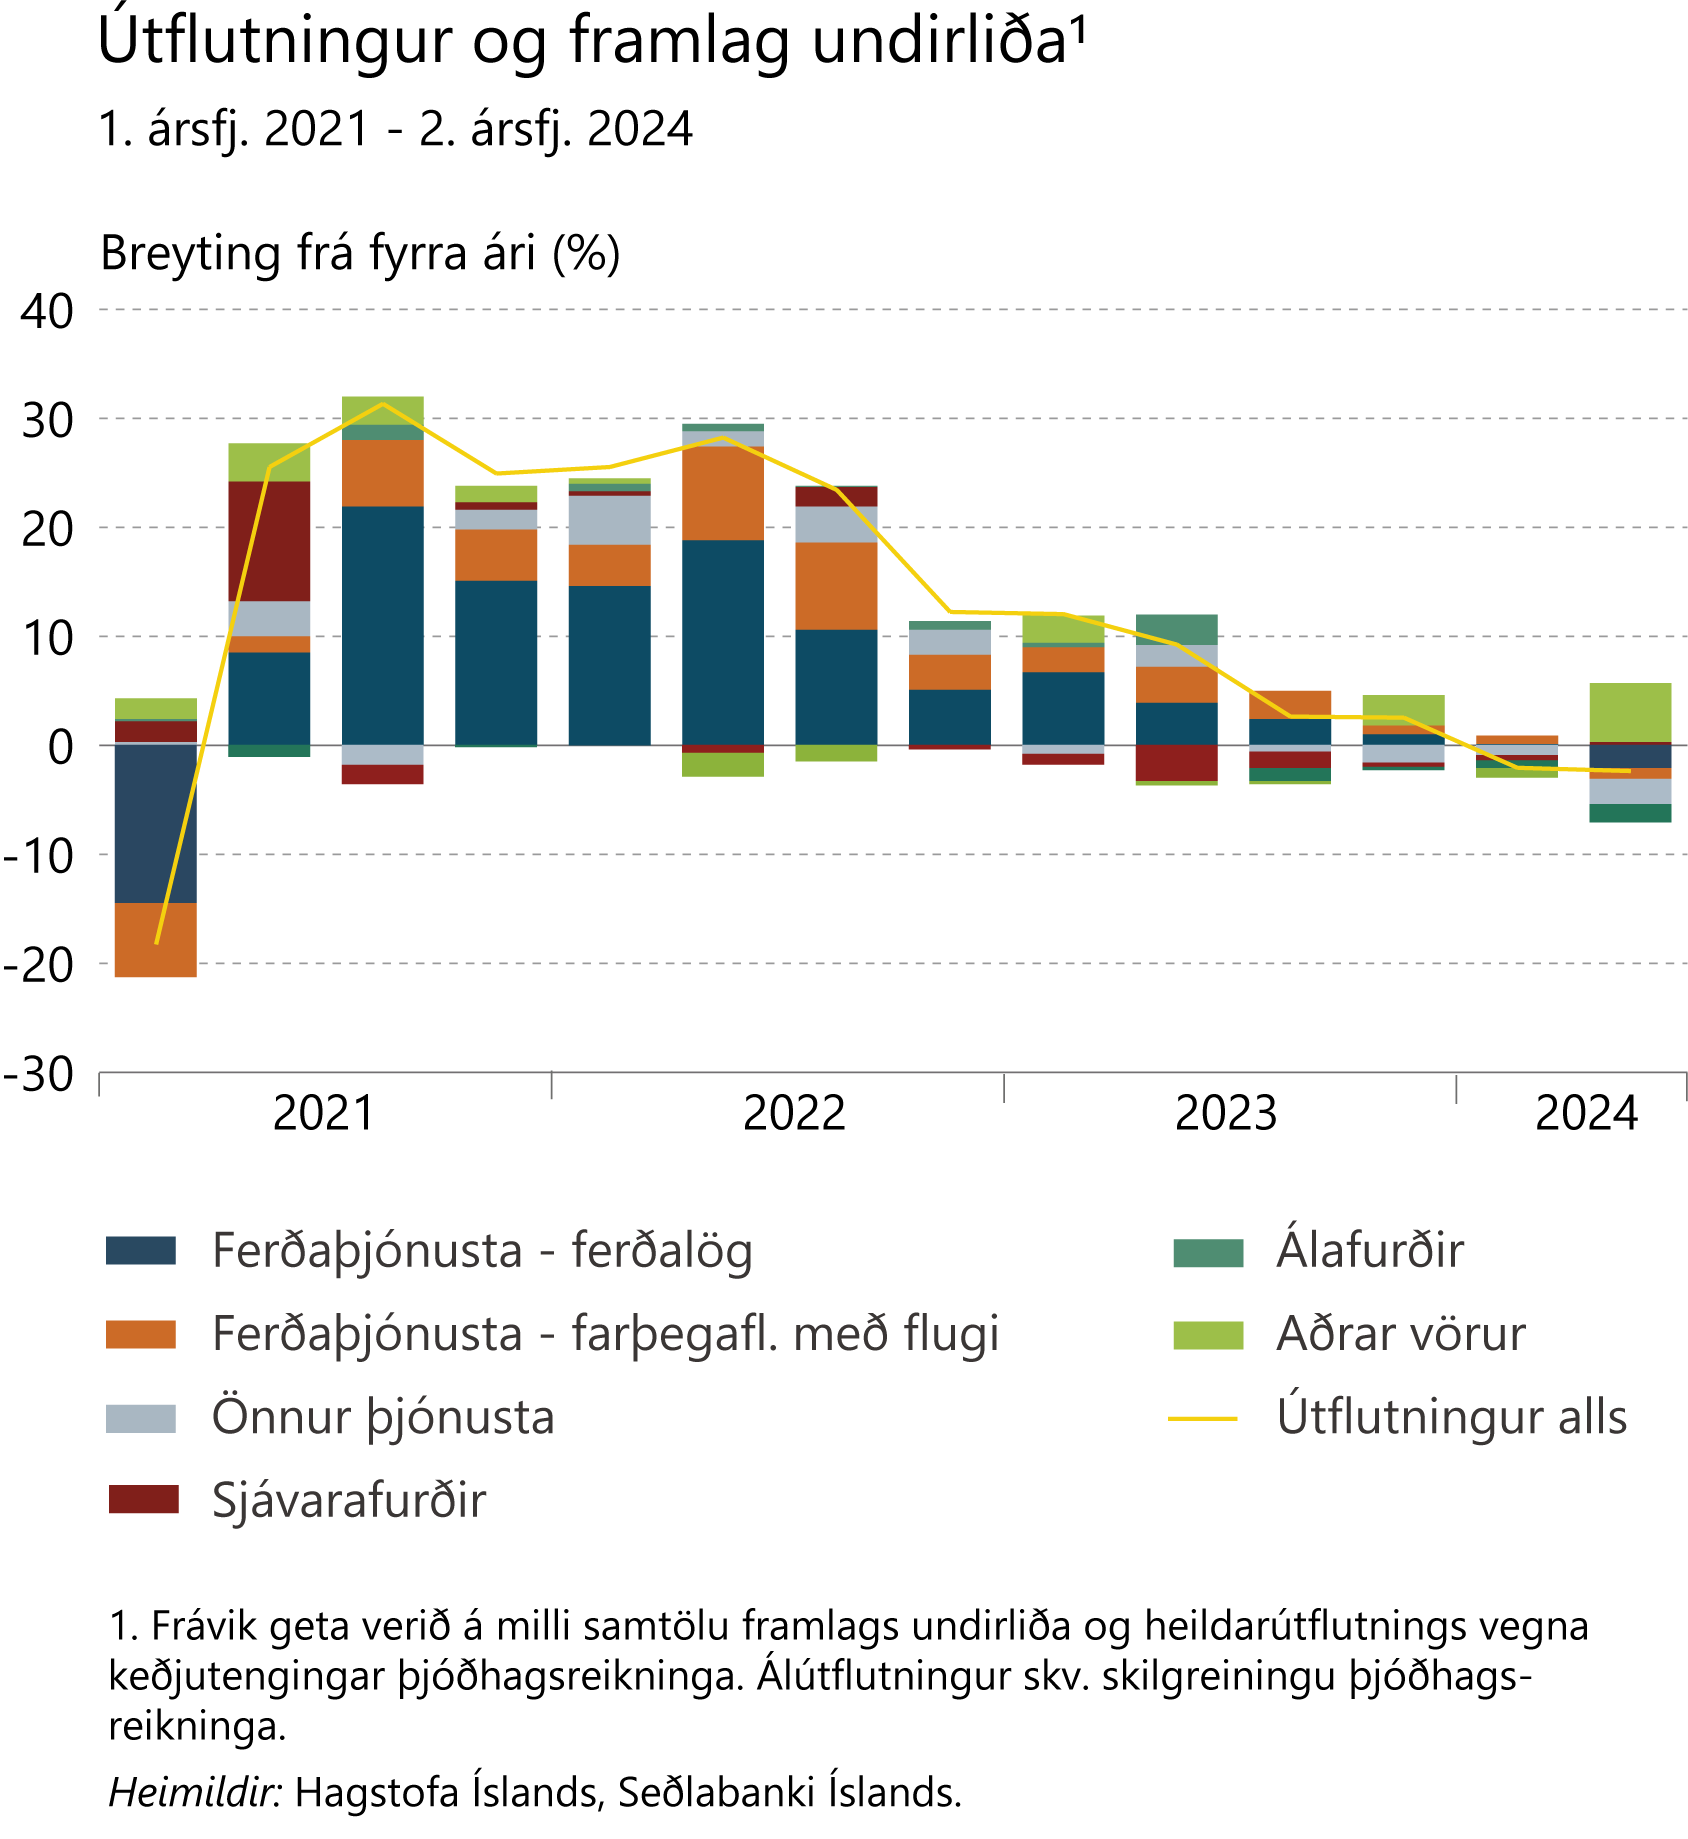 Útflutningur og framlag undirliða¹
1. ársfj. 2021 - 2. ársfj. 2024
Breyting frá fyrra ári (%)
40
30
20
10
0
-10
-20
-30
2021 2022 2023 2024
Ferðaþjónusta - ferðalög
Ferðaþjónusta - farþegafl. með flugi
Önnur þjónusta
Sjávarafurðir
Álafurðir
Aðrar vörur
Útflutningur alls
1. Frávik geta verið á milli samtölu framlags undirliða og heildarútflutnings vegna
keðjutengingar þjóðhagsreikninga. Álútflutningur skv. skilgreiningu þjóðhags-
reikninga.
Heimildir: Hagstofa Íslands, Seðlabanki Íslands.